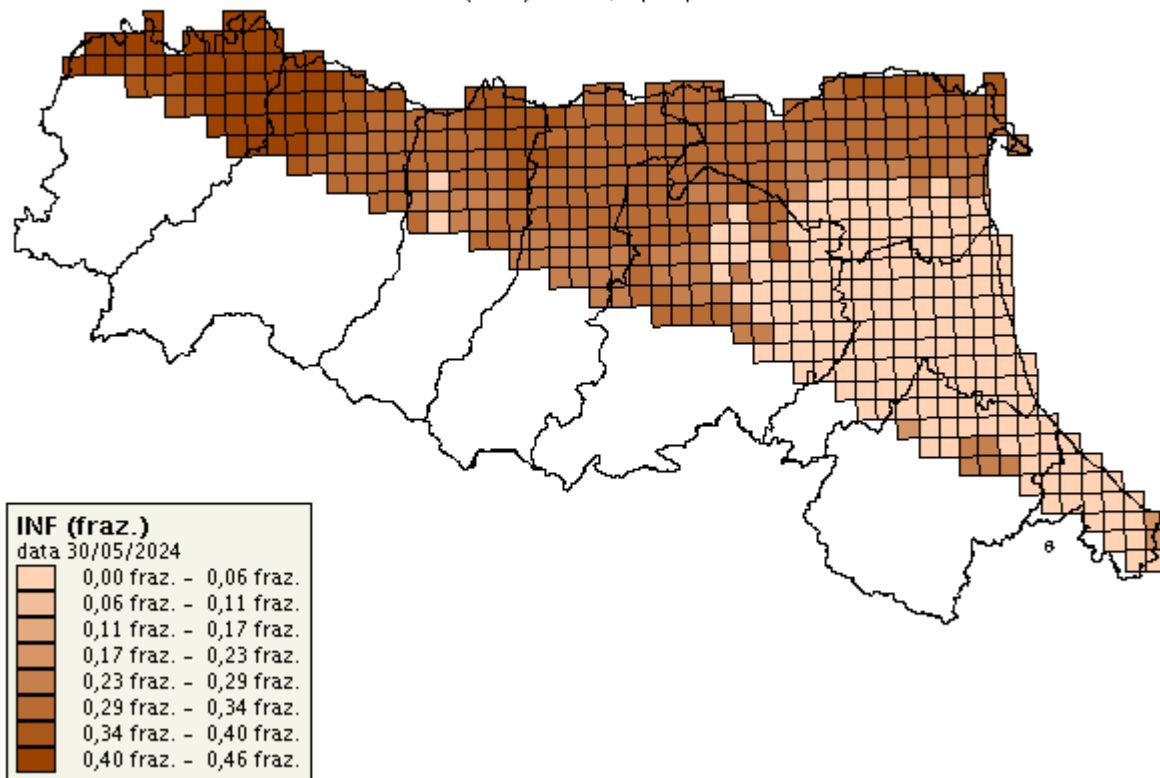 INF (fraz.)
data 30/05/2024
0,00 fraz. - 0,06 fraz.
0,06 fraz. - 0,11 fraz.
0,11 fraz. - 0,17 fraz.
0,17 fraz. - 0,23 fraz.
0,23 fraz. - 0,29 fraz.
0,29 fraz. - 0,34 fraz.
0,34 fraz. - 0,40 fraz.
0,40 fraz. - 0,46 fraz.